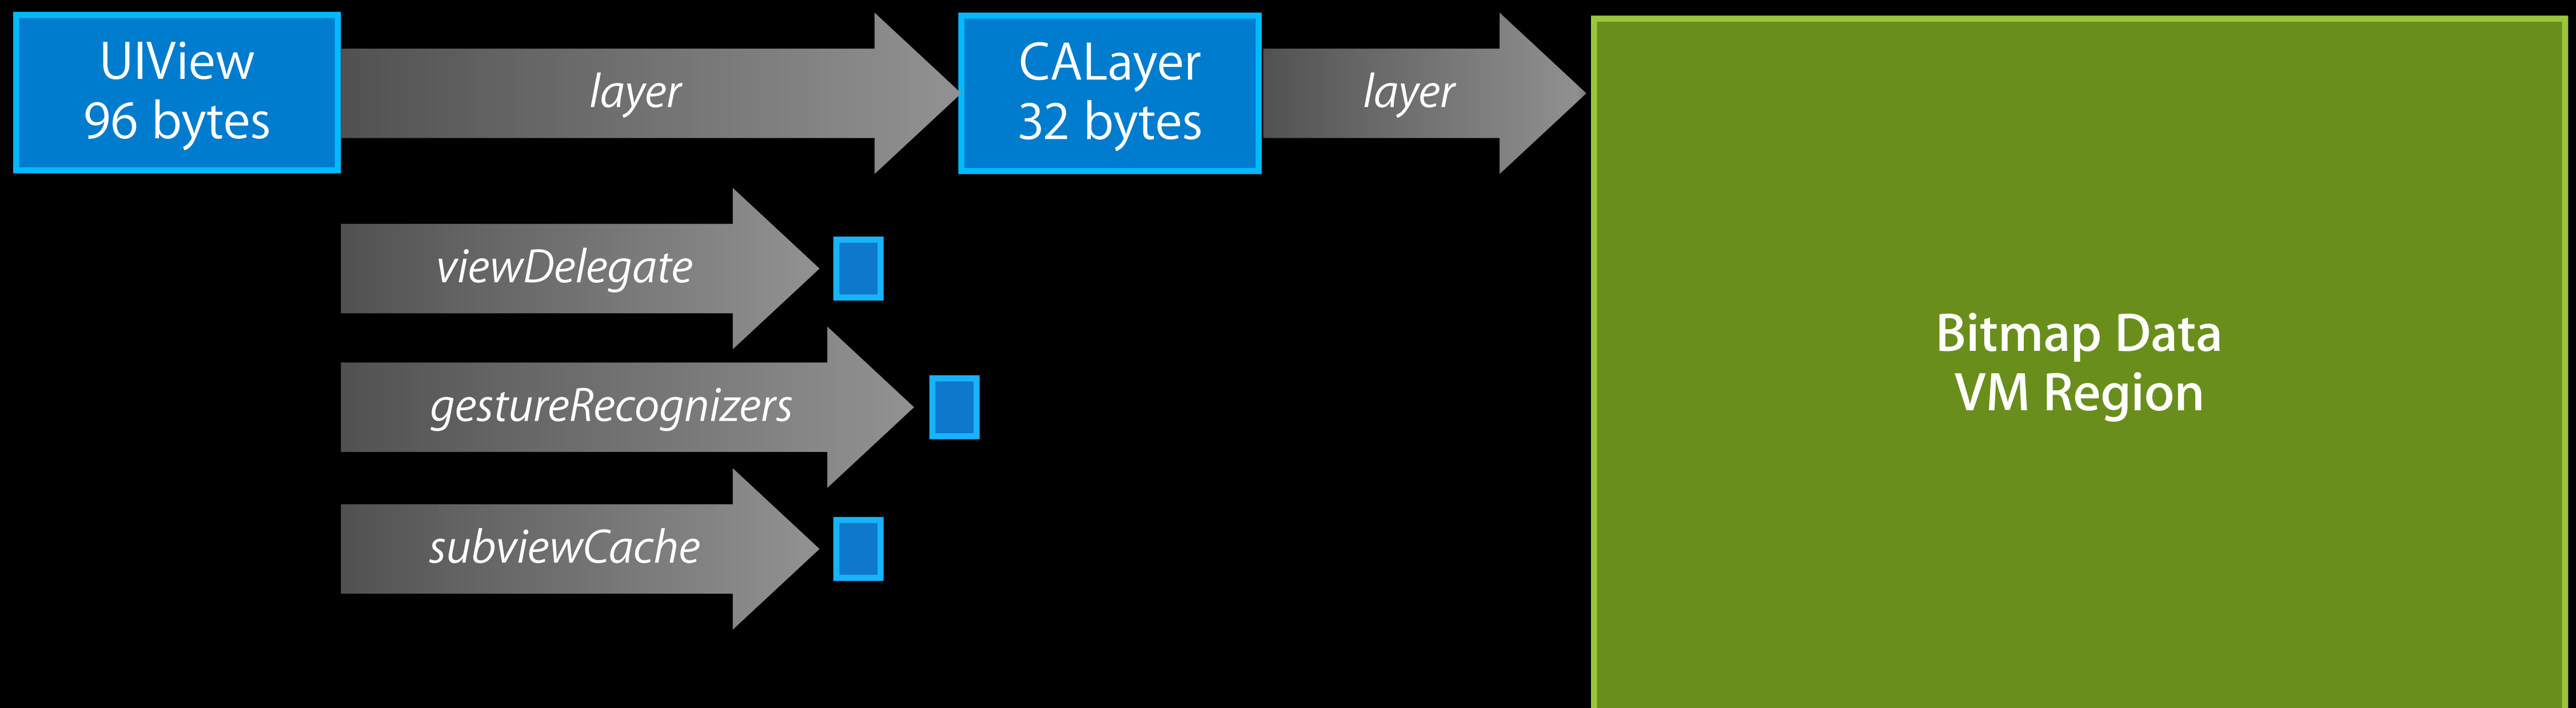 UIView
96 bytes
layer
CALayer
32 bytes
layer
viewDelegate
gestureRecognizers
subviewCache
Bitmap Data
VM Region